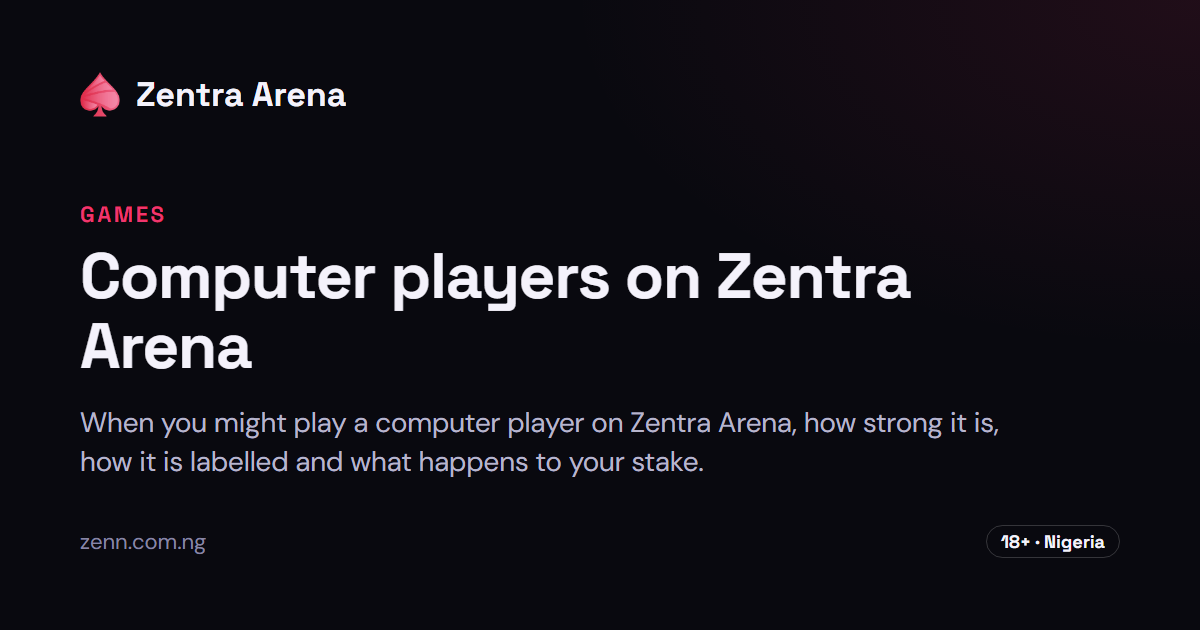 Zentra Arena
GAMES
Computer players on Zentra
Arena
When you might play a computer player on Zentra Arena, how strong it is,
how it is labelled and what happens to your stake.
zenn.com.ng
18+ · Nigeria